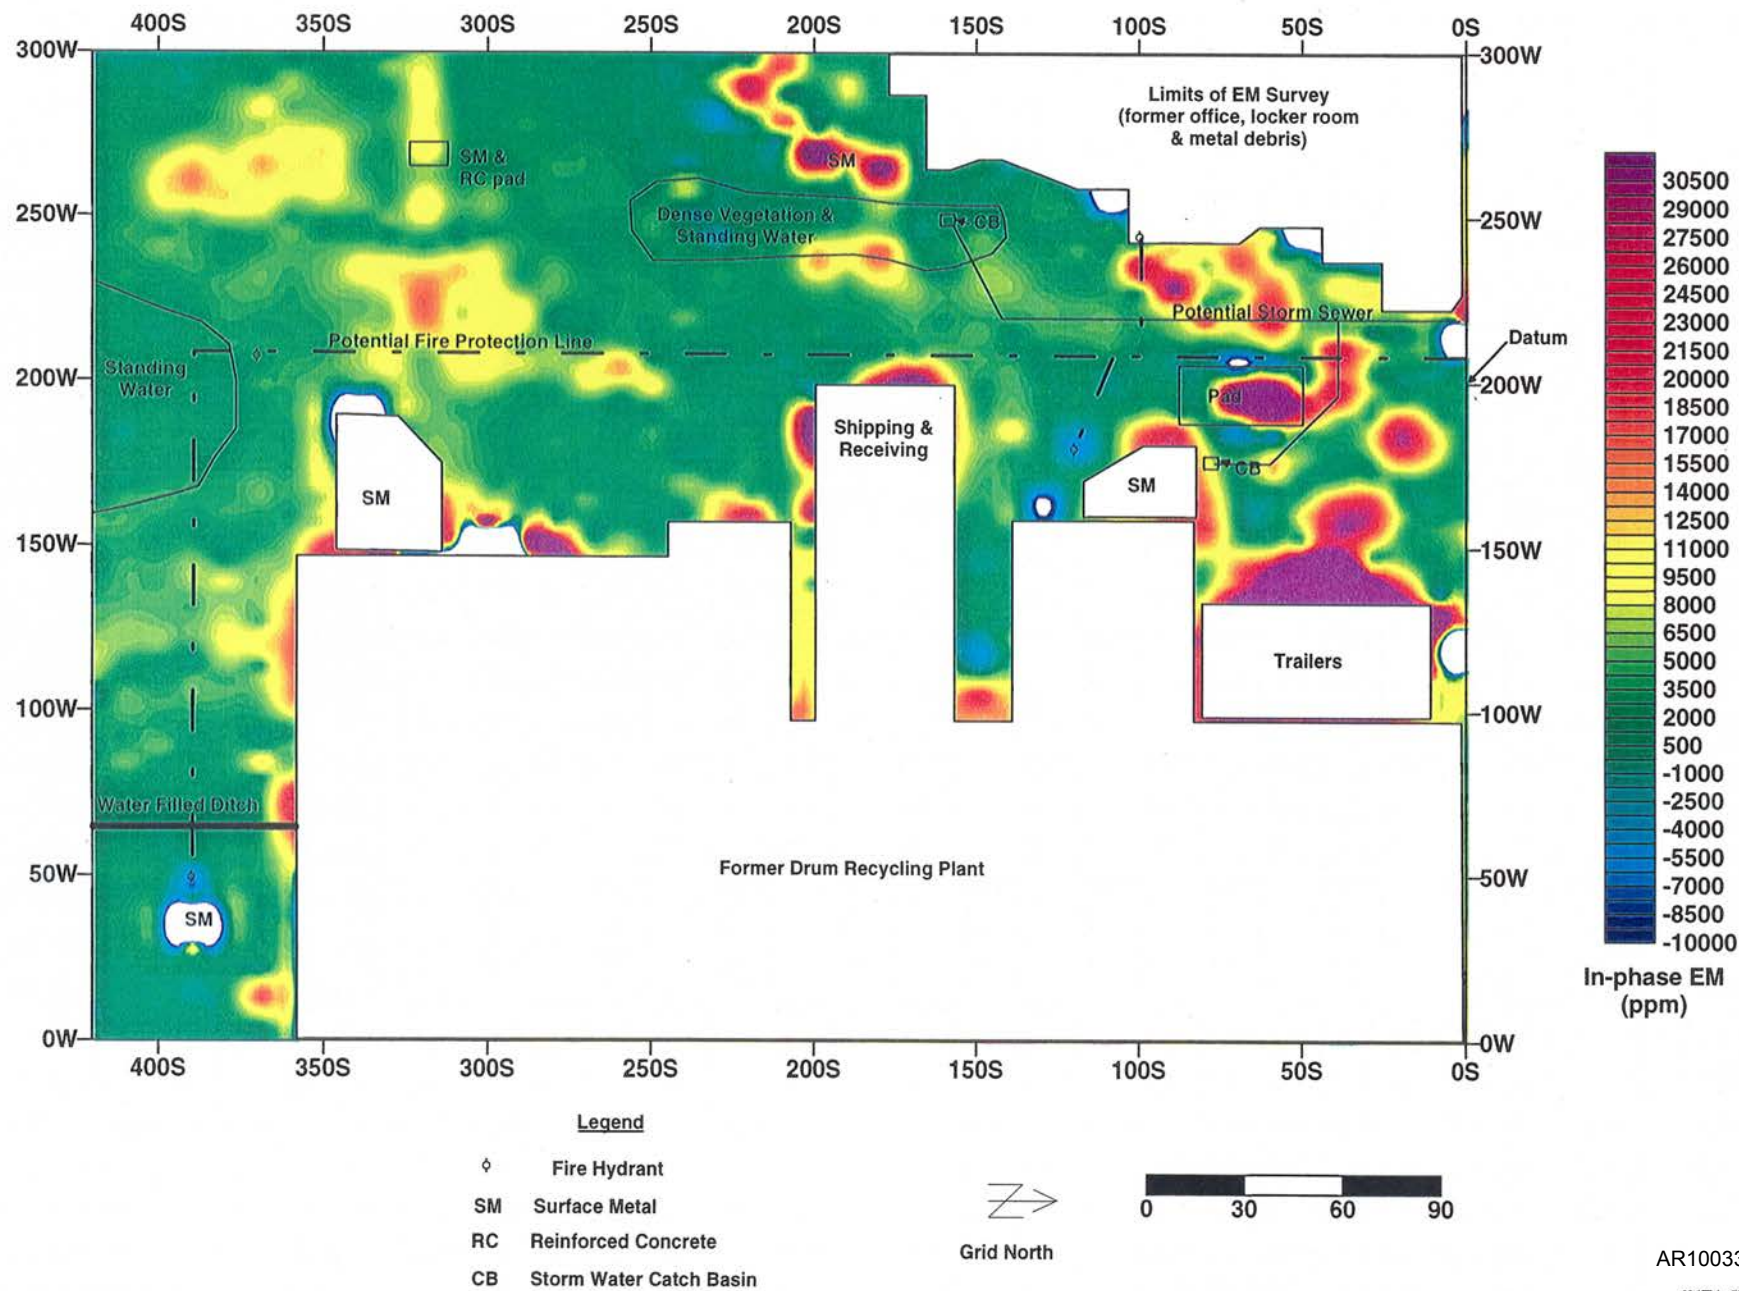 400S 350S 300S 250S 200S 150S 100S 50S 0S
300W 300W
Limits of EM Survey
(former office, locker room
& metal debris)
SM &
RC pad
SM
30500
29000
27500
26000
24500
23000
21500
20000
18500
17000
15500
14000
12500
11000
9500
8000
6500
5000
3500
2000
500
-1000
-2500
-4000
-5500
-7000
-8500
-10000
In-phase EM
(ppm)
250W 250W
Dense Vegetation &
Standing Water
CB
Potential Storm Sewer
Potential Fire Protection Line
Datum
Standing
Water
200W 200W
Pad
Shipping &
Receiving
CB
SM
SM
150W 150W
Trailers
100W 100W
Water Filled Ditch
50W 50W
Former Drum Recycling Plant
SM
0W 0W
400S 350S 300S 250S 200S 150S 100S 50S 0S
Legend
Fire Hydrant
SM Surface Metal
RC Reinforced Concrete
CB Storm Water Catch Basin
Grid North
0 30 60 90
AR10033